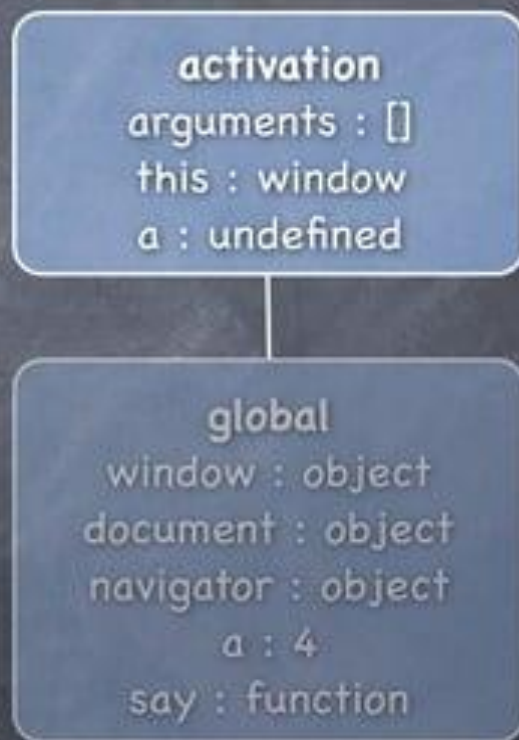 activation
arguments : []
this : window
a : undefined
global
window : object
document : object
navigator : object
a : 4
say : function